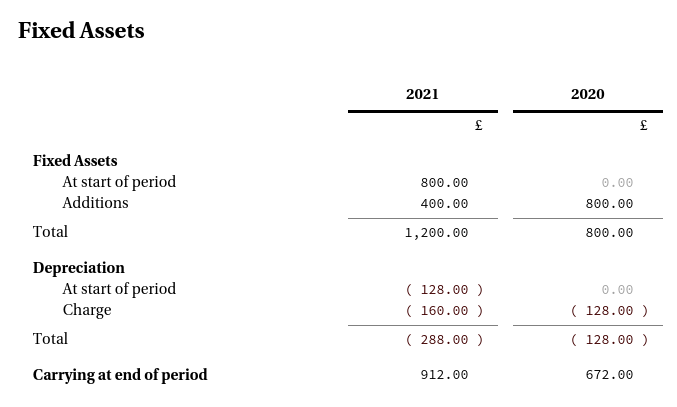 Fixed Assets
2021 2020
£ £
Fixed Assets
At start of period 800.00 0.00
Additions 400.00 800.00
Total 1,200.00 800.00
Depreciation
At start of period ( 128.00 ) 0.00
Charge ( 160.00 ) ( 128.00 )
Total ( 288.00 ) ( 128.00 )
Carrying at end of period 912.00 672.00